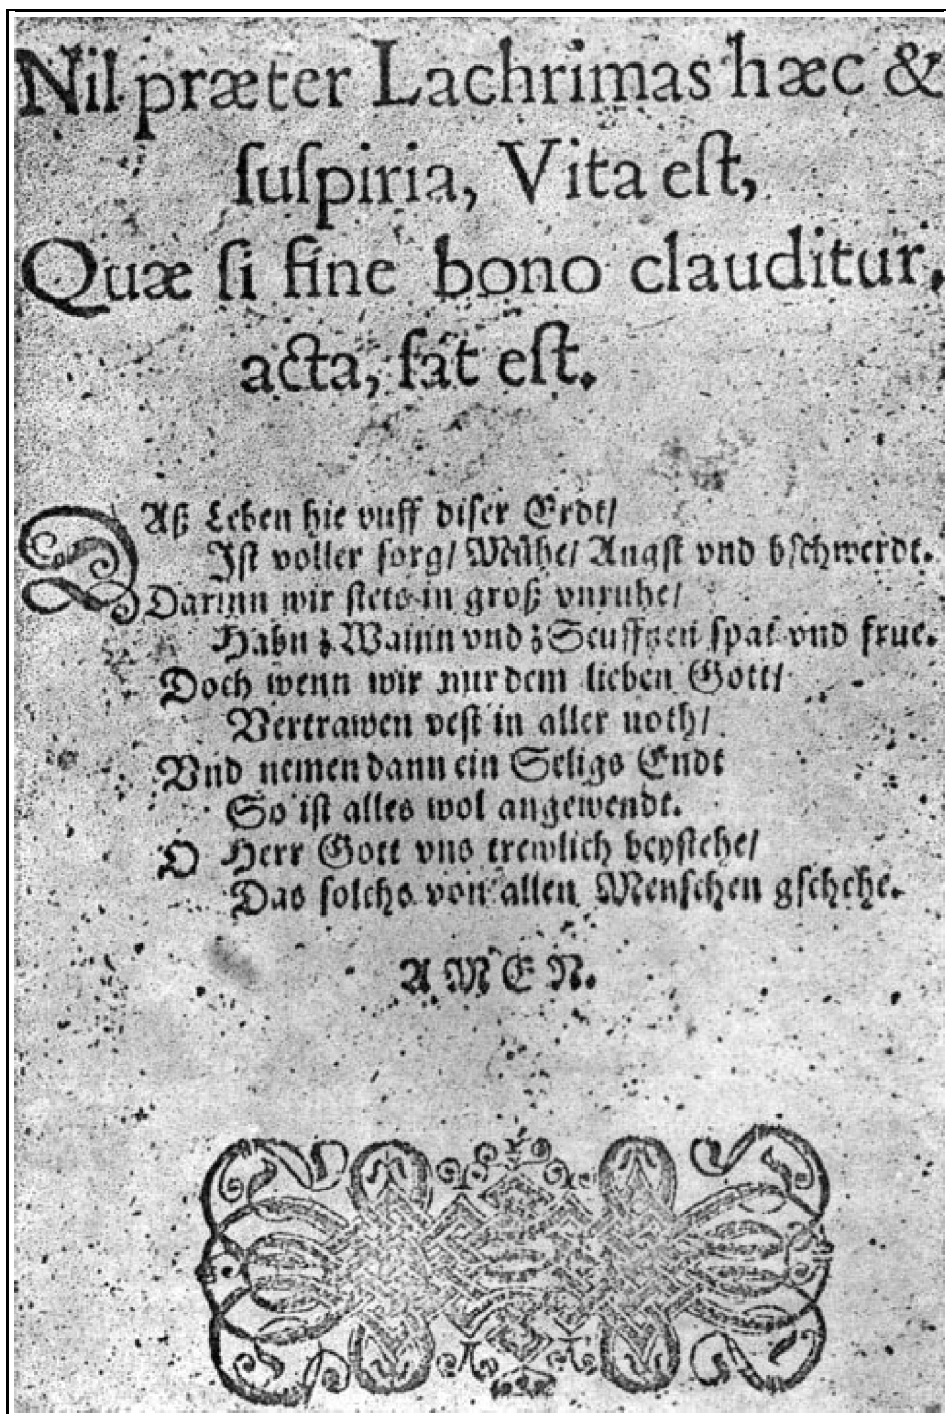 Nil præter Lachrimas hæc &
ſuſpiria, Vita eſt,
Quæ ſi fine bono clauditur,
acta, ſat eſt.
DAß Leben hie vuff diſer Erdt/
Iſt voller ſorg/ Mühe/ Angſt vnd bſchwerdt.
Darinn wir ſtets in groß vnruhe/
Habn z Wainn vnd z Seuffzen ſpat vnd frue.
Doch wenn wir nur dem lieben Gott/
Vertrawen veſt in aller noth/
Vnd nemen dann ein Seligs Endt
So iſt alles wol angewendt.
O Herr Gott vns trewlich beyſtehe/
Das ſolchs von allen Menſchen gſchehe.
AMEN.